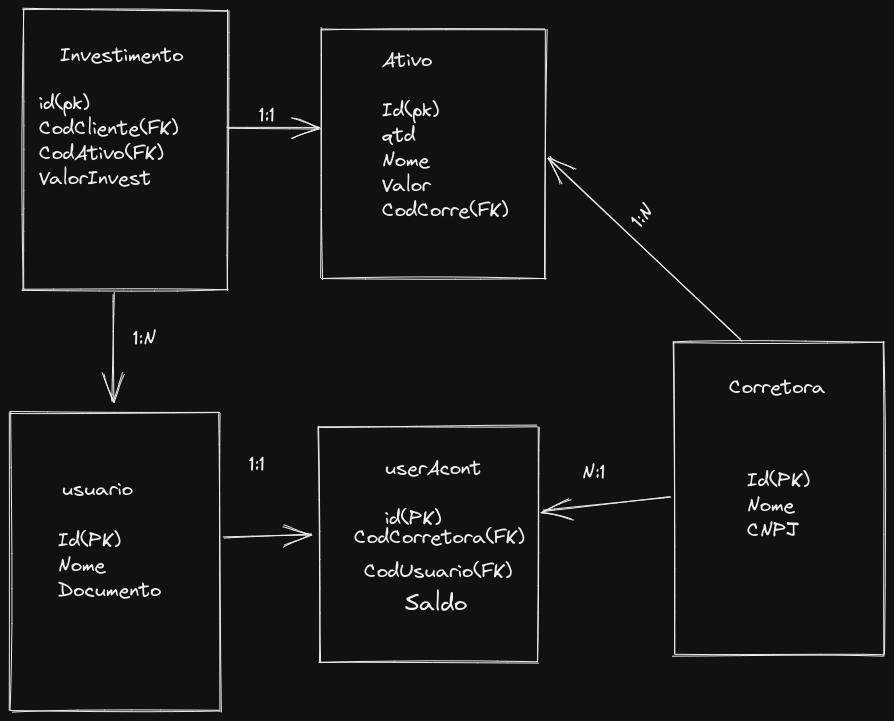 Investimento
id(pk)
CodCliente(FK)
CodAtivo(FK)
ValorInvest
1:1
Ativo
Id(pk)
qtd
Nome
Valor
CodCorre(FK)
1:N
1:N
usuario
Id(PK)
Nome
Documento
1:1
userAcont
id(PK)
CodCorretora(FK)
CodUsuario(FK)
Saldo
N:1
Corretora
Id(PK)
Nome
CNPJ